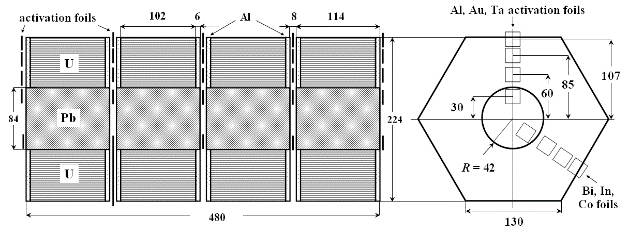 Al, Au, Ta activation foils
activation foils
102
6
Al
8
114
U
Pb
U
84
224
480
30
60
85
107
R = 42
Bi, In,
Co foils
130